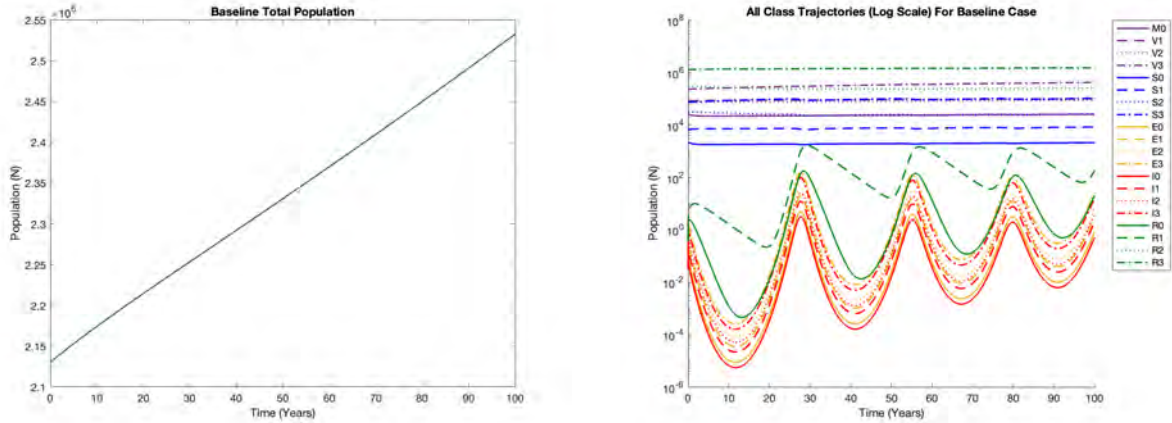 Baseline Total Population
×10^6
2.55
2.5
2.45
2.4
2.35
2.3
2.25
2.2
2.15
2.1
Population (N)
0 10 20 30 40 50 60 70 80 90 100
Time (Years)
All Class Trajectories (Log Scale) For Baseline Case
10^8
10^6
10^4
10^2
10^0
10^-2
10^-4
10^-6
Population (N)
0 10 20 30 40 50 60 70 80 90 100
Time (Years)
M0
V1
V2
V3
S0
S1
S2
S3
E0
E1
E2
E3
I0
I1
I2
I3
R0
R1
R2
R3